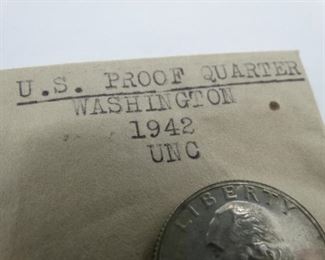 U.S. PROOF QUARTER
WASHINGTON
1942
UNC
LIBERTY